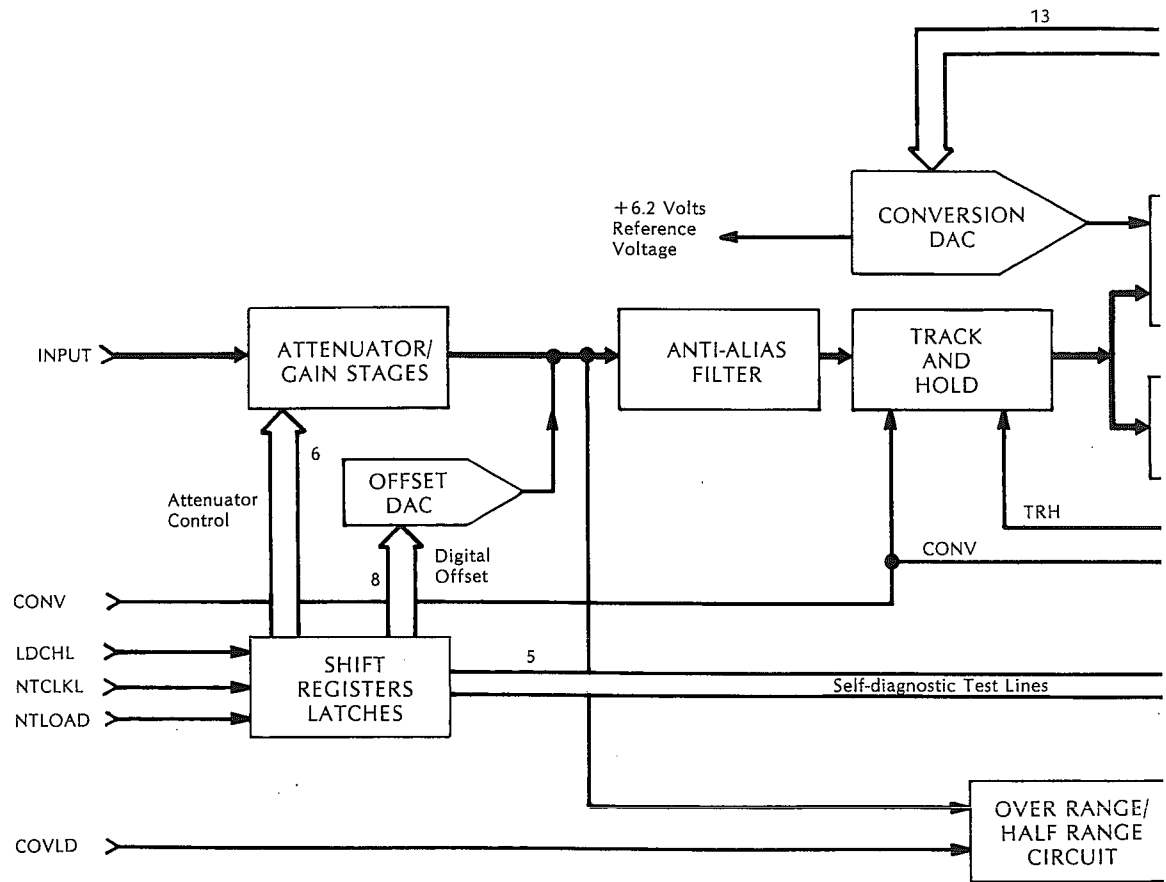 13
+6.2 Volts
Reference
Voltage
CONVERSION
DAC
INPUT
ATTENUATOR/
GAIN STAGES
ANTI-ALIAS
FILTER
TRACK
AND
HOLD
6
Attenuator
Control
OFFSET
DAC
8
Digital
Offset
TRH
CONV
CONV
LDCHL
NTCLKL
NTLOAD
SHIFT
REGISTERS
LATCHES
5
Self-diagnostic Test Lines
COVLD
OVER RANGE/
HALF RANGE
CIRCUIT